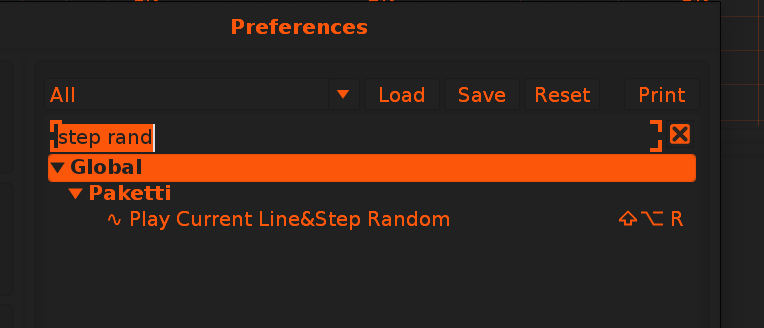 Preferences
All Load Save Reset Print
step rand
Global
Paketti
∿ Play Current Line&Step Random ⇧⌥ R